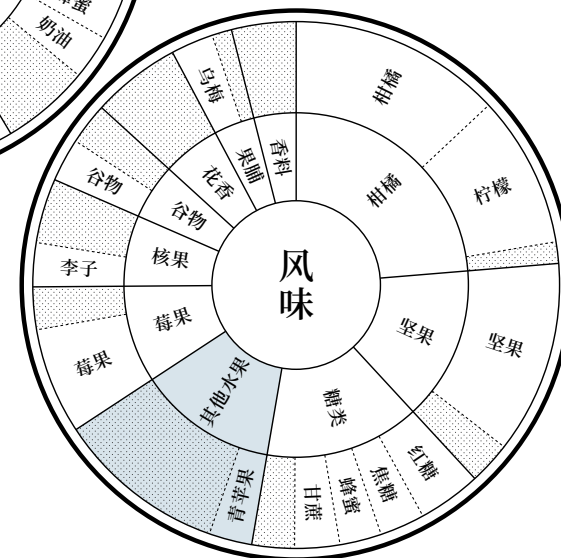 蜂蜜
奶油
风
味
柑橘
柑橘
柠檬
坚果
坚果
糖类
红糖
焦糖
蜂蜜
甘蔗
其他水果
青苹果
莓果
莓果
核果
李子
谷物
谷物
花香
果脯
乌梅
香料